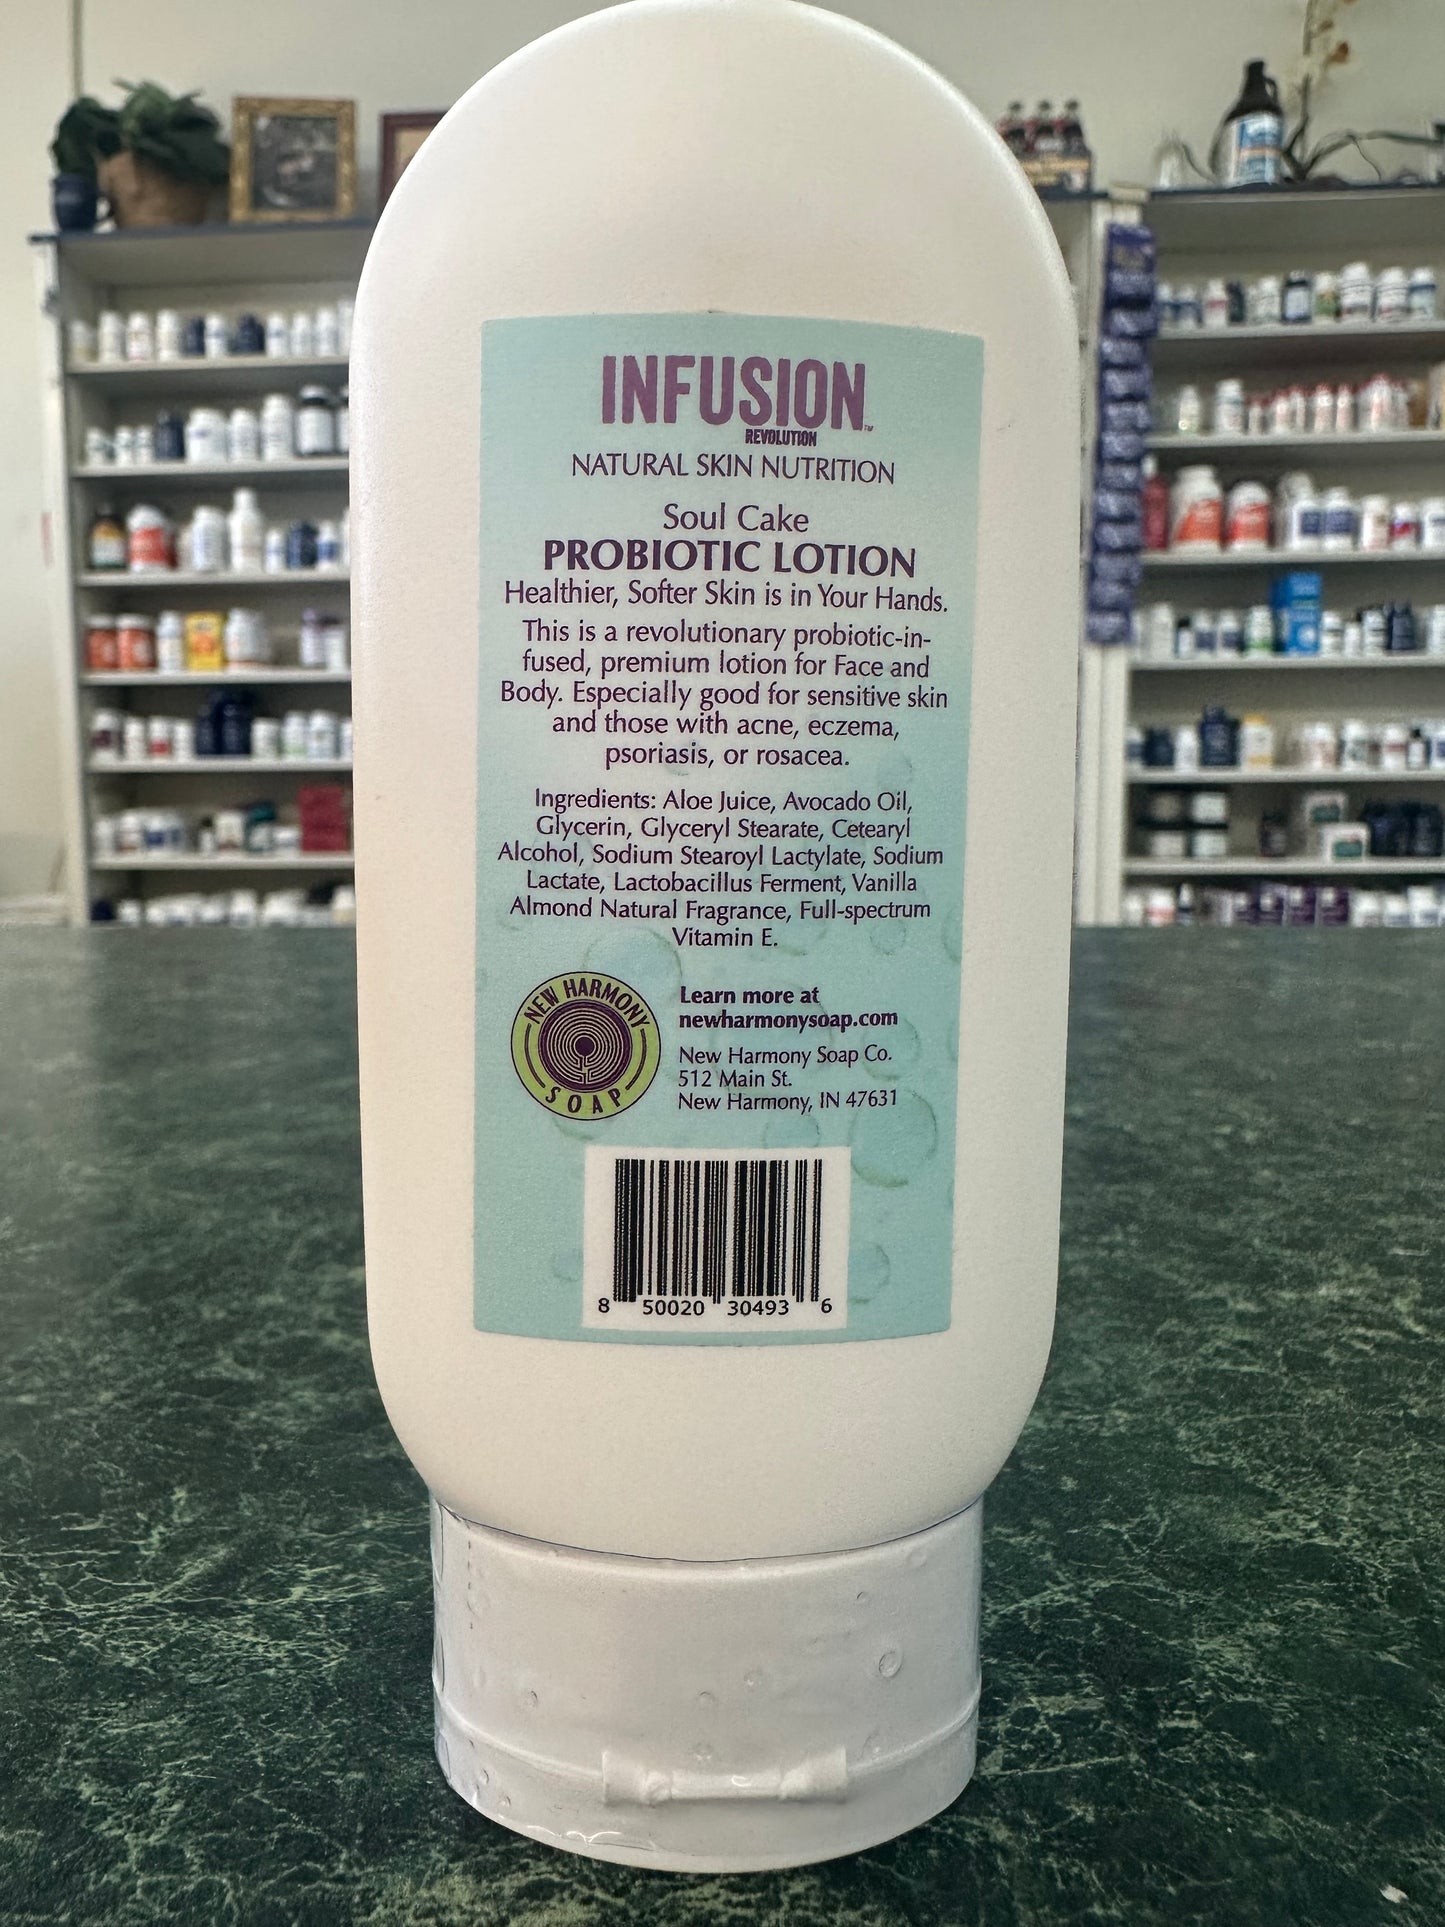 INFUSION™
REVOLUTION
NATURAL SKIN NUTRITION
Soul Cake
PROBIOTIC LOTION
Healthier, Softer Skin is in Your Hands.
This is a revolutionary probiotic-in-
fused, premium lotion for Face and
Body. Especially good for sensitive skin
and those with acne, eczema,
psoriasis, or rosacea.
Ingredients: Aloe Juice, Avocado Oil,
Glycerin, Glyceryl Stearate, Cetearyl
Alcohol, Sodium Stearoyl Lactylate, Sodium
Lactate, Lactobacillus Ferment, Vanilla
Almond Natural Fragrance, Full-spectrum
Vitamin E.
NEW HARMONY
SOAP
Learn more at
newharmonysoap.com
New Harmony Soap Co.
512 Main St.
New Harmony, IN 47631
8 50020 30493 6